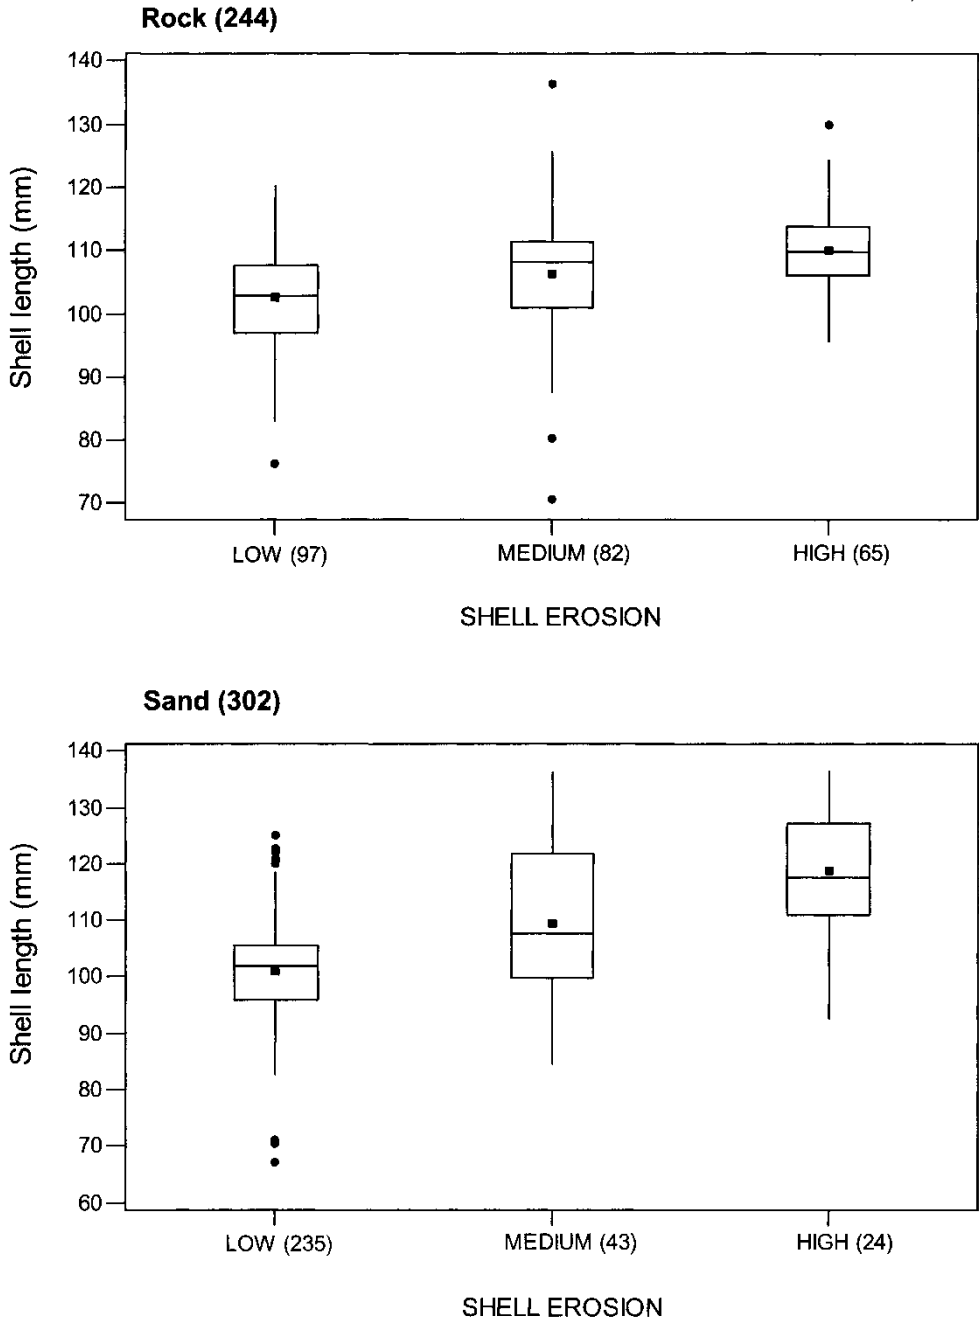 Rock (244)
140
130
120
110
100
90
80
70
Shell length (mm)
LOW (97) MEDIUM (82) HIGH (65)
SHELL EROSION
Sand (302)
140
130
120
110
100
90
80
70
60
Shell length (mm)
LOW (235) MEDIUM (43) HIGH (24)
SHELL EROSION